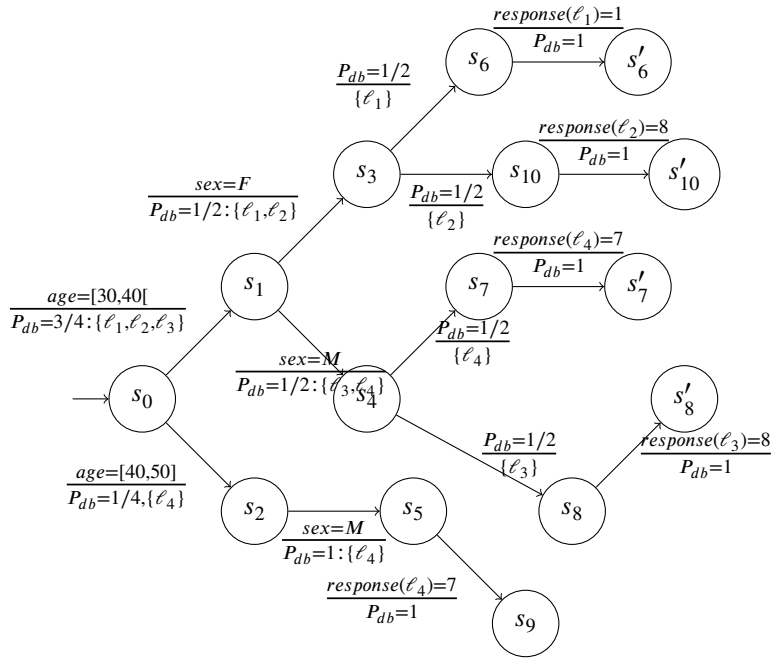 response(ℓ₁)=1
P_db=1
s₆
s′₆
P_db=1/2
{ℓ₁}
response(ℓ₂)=8
P_db=1
s₃
s₁₀
s′₁₀
sex=F
P_db=1/2:{ℓ₁,ℓ₂}
P_db=1/2
{ℓ₂}
response(ℓ₄)=7
P_db=1
s₁
s₇
s′₇
age=[30,40[
P_db=3/4:{ℓ₁,ℓ₂,ℓ₃}
P_db=1/2
{ℓ₄}
sex=M
P_db=1/2:{ℓ₃,ℓ₄}
s₀
s₄
s′₈
P_db=1/2
{ℓ₃}
response(ℓ₃)=8
P_db=1
age=[40,50]
P_db=1/4,{ℓ₄}
s₂
s₅
s₈
sex=M
P_db=1:{ℓ₄}
response(ℓ₄)=7
P_db=1
s₉